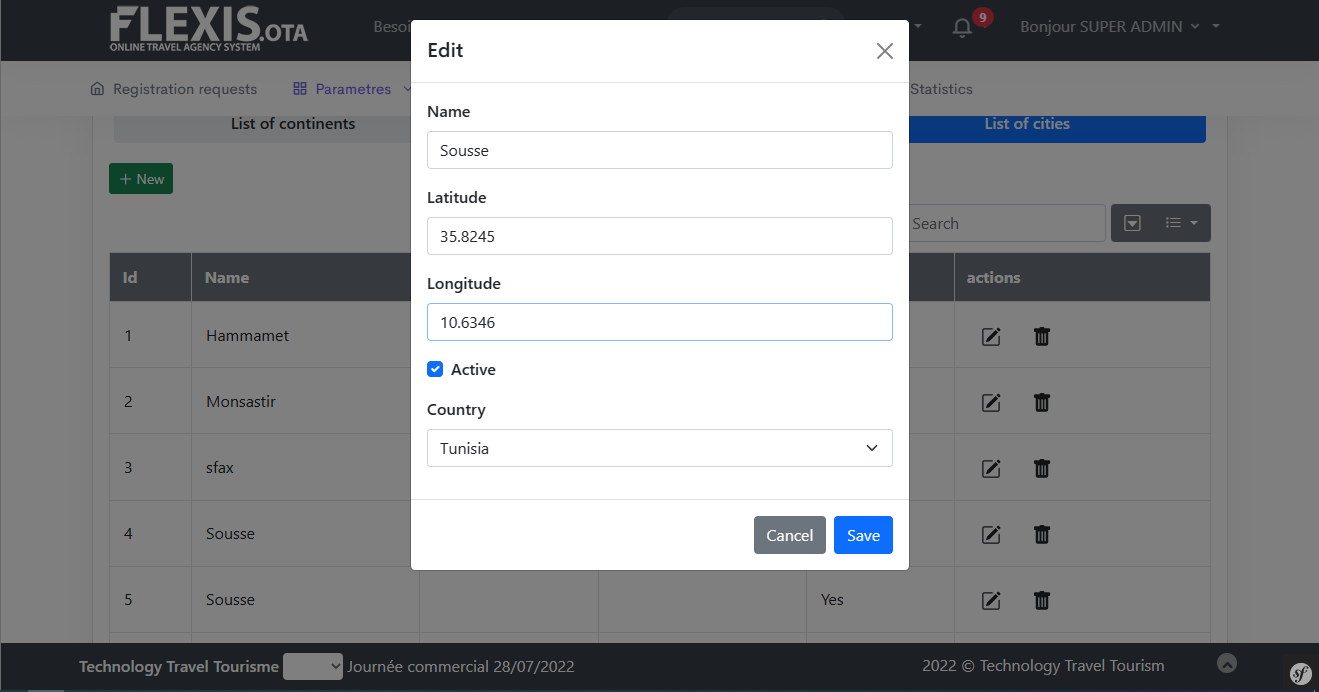 FLEXIS.OTA
ONLINE TRAVEL AGENCY SYSTEM
9
Bonjour SUPER ADMIN
Edit
Registration requests
Parametres
Statistics
List of continents
List of cities
New
Search
Name
Sousse
Latitude
35.8245
Longitude
10.6346
Active
Country
Tunisia
Cancel
Save
Id Name actions
1 Hammamet
2 Monsastir
3 sfax
4 Sousse
5 Sousse Yes
Technology Travel Tourisme Journée commercial 28/07/2022
2022 © Technology Travel Tourism
sf